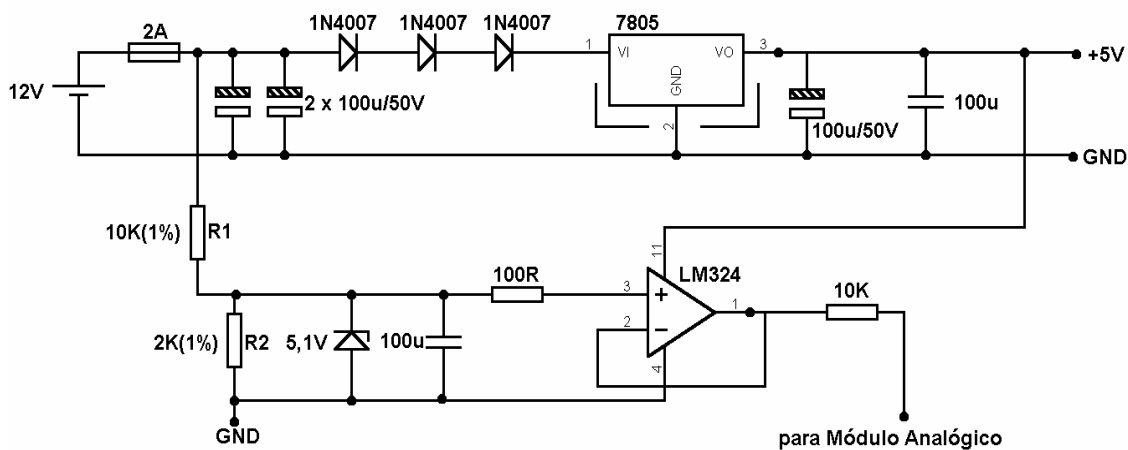 1N4007
1N4007
1N4007
7805
2A
1
VI
VO
3
GND
2
+5V
12V
2 x 100u/50V
100u/50V
100u
GND
10K(1%)
R1
11
LM324
100R
3
+
1
10K
2
−
4
2K(1%)
R2
5,1V
100u
GND
para Módulo Analógico